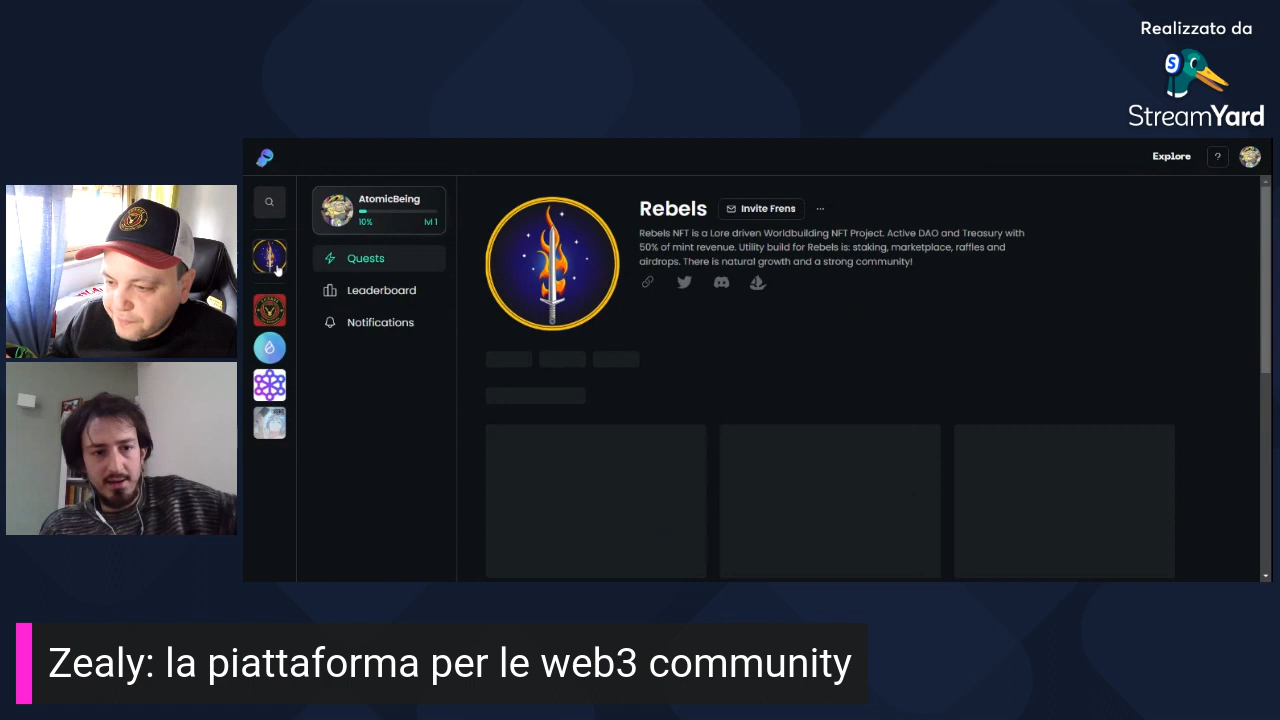 Realizzato da
StreamYard
Explore
?
AtomicBeing
10%
lvl 1
Quests
Leaderboard
Notifications
Rebels
Invite Frens
...
Rebels NFT is a Lore driven Worldbuilding NFT Project. Active DAO and Treasury with
50% of mint revenue. Utility build for Rebels is: staking, marketplace, raffles and
airdrops. There is natural growth and a strong community!
Zealy: la piattaforma per le web3 community